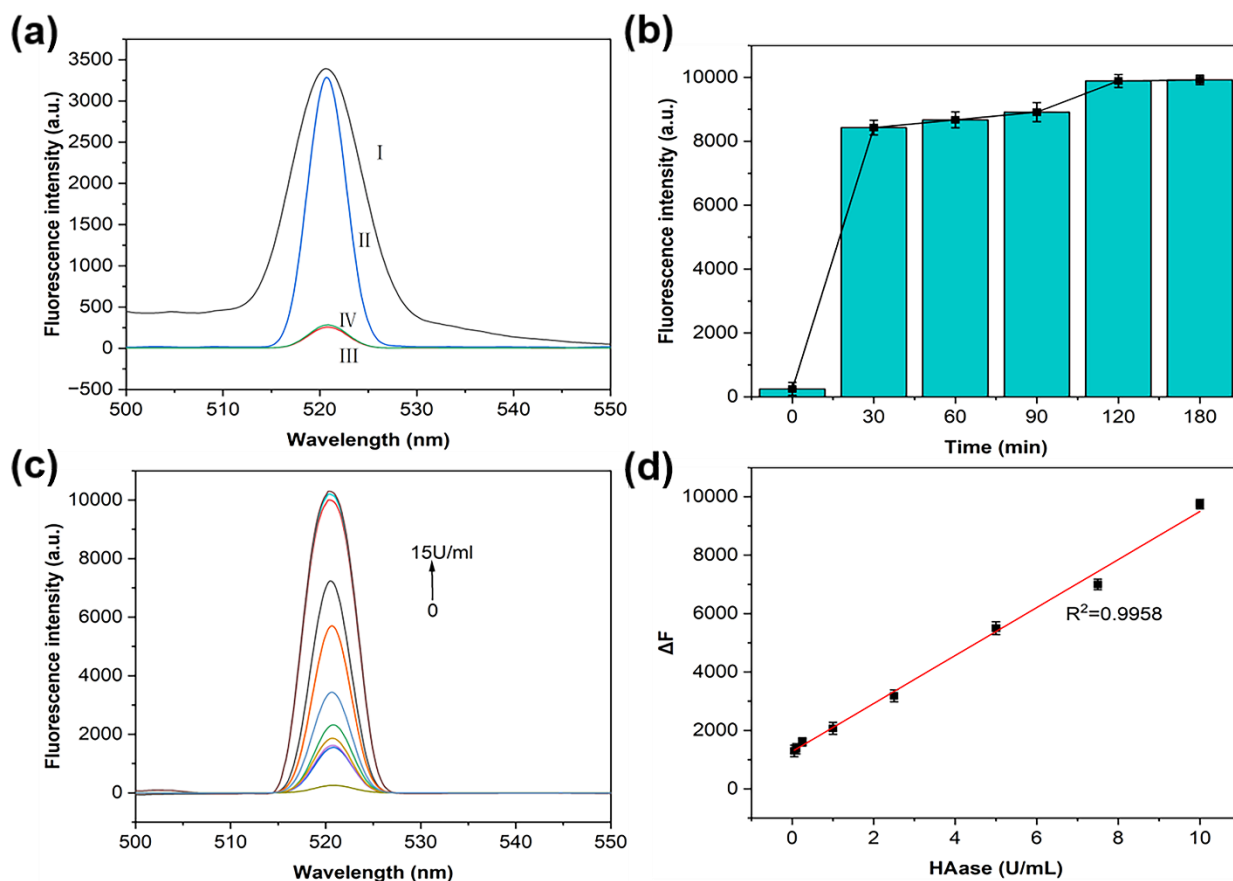 (a)
Fluorescence intensity (a.u.)
3500
3000
2500
2000
1500
1000
500
0
−500
I
II
IV
III
500 510 520 530 540 550
Wavelength (nm)
(b)
Fluorescence intensity (a.u.)
10000
8000
6000
4000
2000
0
0 30 60 90 120 180
Time (min)
(c)
Fluorescence intensity (a.u.)
10000
8000
6000
4000
2000
0
15U/ml
0
500 510 520 530 540 550
Wavelength (nm)
(d)
ΔF
10000
8000
6000
4000
2000
0
R²=0.9958
0 2 4 6 8 10
HAase (U/mL)